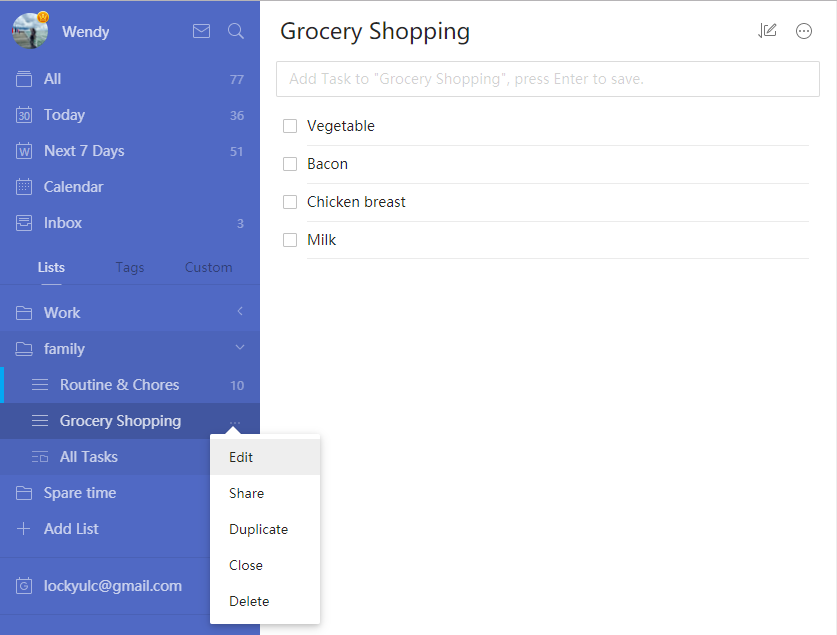 Wendy
All 77
30 Today 36
W Next 7 Days 51
Calendar
Inbox 3
Lists Tags Custom
Work
family
Routine & Chores 10
Grocery Shopping ...
All Tasks
Spare time
Add List
G lockyulc@gmail.com
Edit
Share
Duplicate
Close
Delete
Grocery Shopping
Add Task to "Grocery Shopping", press Enter to save.
Vegetable
Bacon
Chicken breast
Milk